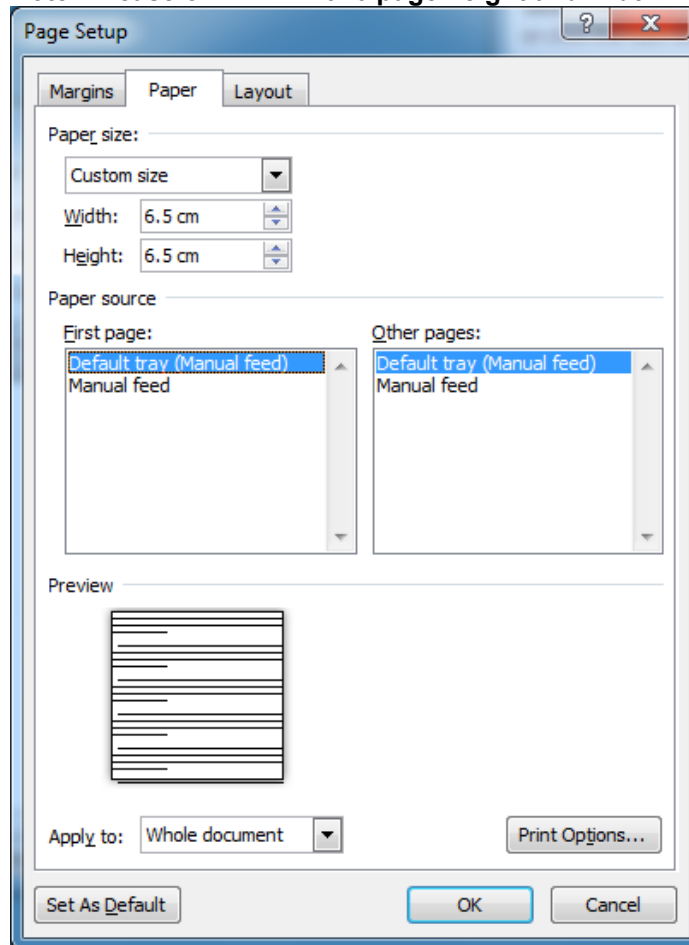 Page Setup
Margins Paper Layout
Paper size:
Custom size
Width: 6.5 cm
Height: 6.5 cm
Paper source
First page: Other pages:
Default tray (Manual feed) Default tray (Manual feed)
Manual feed Manual feed
Preview
Apply to: Whole document Print Options...
Set As Default OK Cancel